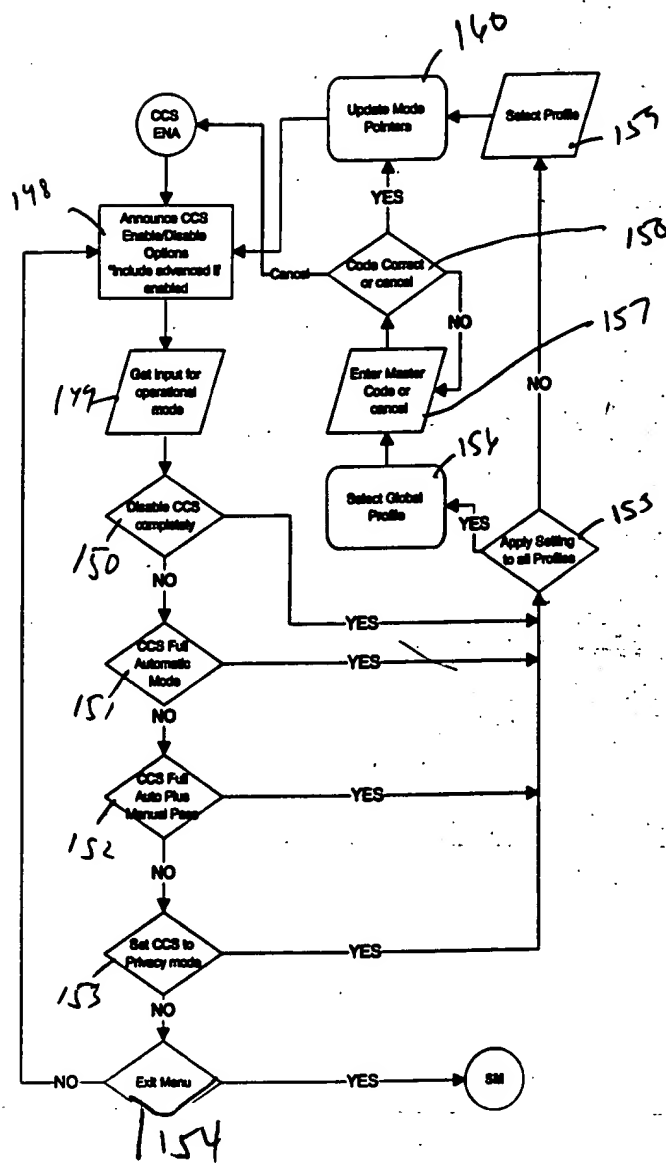 160
CCS
ENA
Update Mode
Pointers
Select Profile
159
YES
148
Announce CCS
Enable/Disable
Options
*Include advanced if
enabled
Cancel
Code Correct
or cancel
158
NO
157
149
Get Input for
operational
mode
Enter Master
Code or
cancel
NO
156
Select Global
Profile
YES
155
Apply Setting
to all Profiles
Disable CCS
completely
150
NO
YES
CCS Full
Automatic
Mode
YES
151
NO
CCS Full
Auto Plus
Manual Pass
YES
152
NO
Set CCS to
Privacy mode
YES
153
NO
NO
Exit Menu
YES
SM
154